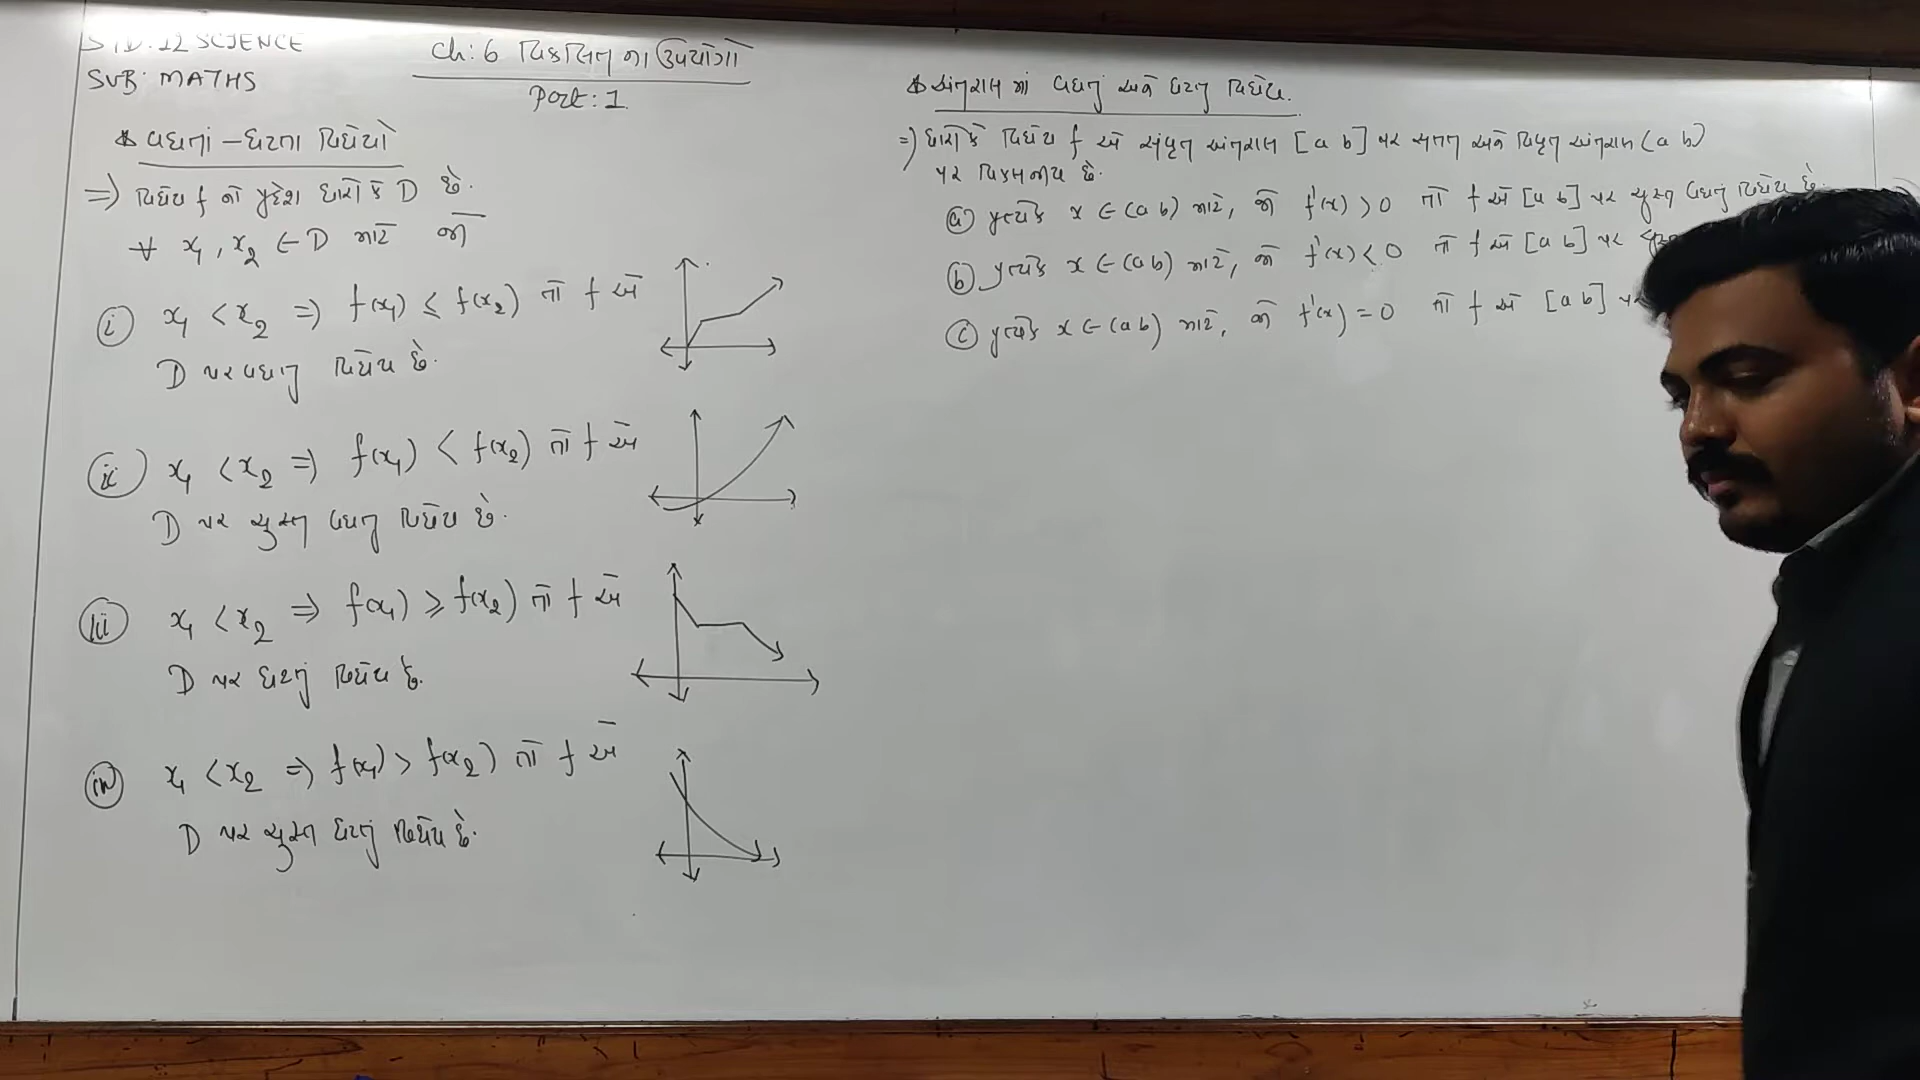 STD. 12 SCIENCE
SUB: MATHS
Ch: 6 વિકલિત ના ઉપયોગો
Part: 1
* વધતાં - ઘટતા વિધેયો
=> વિધેય f નો પ્રદેશ ધારો કે D છે.
∀ x₁, x₂ ∈ D માટે જો
(i) x₁ < x₂ => f(x₁) ≤ f(x₂) તો f એ
D પર વધતું વિધેય છે.
(ii) x₁ < x₂ => f(x₁) < f(x₂) તો f એ
D પર ચુસ્ત વધતું વિધેય છે.
(iii) x₁ < x₂ => f(x₁) ≥ f(x₂) તો f એ
D પર ઘટતું વિધેય છે.
(iv) x₁ < x₂ => f(x₁) > f(x₂) તો f એ
D પર ચુસ્ત ઘટતું વિધેય છે.
* અંતરાલ માં વધતું અને ઘટતું વિધેય.
=> ધારો કે વિધેય f એ સંવૃત અંતરાલ [a b] પર સતત અને વિવૃત અંતરાલ (a b)
પર વિકલનીય છે.
(a) પ્રત્યેક x ∈ (a b) માટે, જો f'(x) > 0 તો f એ [a b] પર ચુસ્ત વધતું વિધેય છે.
(b) પ્રત્યેક x ∈ (a b) માટે, જો f'(x) < 0 તો f એ [a b] પર
(c) પ્રત્યેક x ∈ (a b) માટે, જો f'(x) = 0 તો f એ [a b]